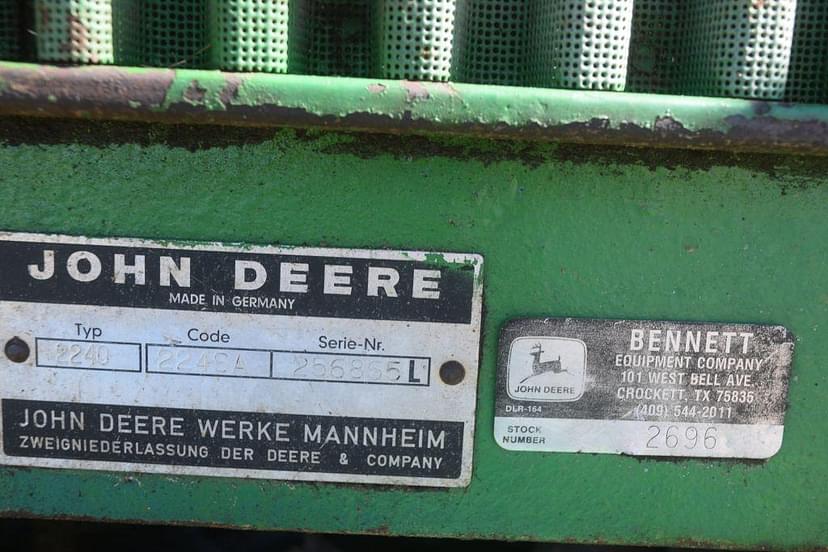 JOHN DEERE
MADE IN GERMANY
Typ Code Serie-Nr.
2240 L
JOHN DEERE WERKE MANNHEIM
ZWEIGNIEDERLASSUNG DER DEERE & COMPANY
JOHN DEERE
DLR-164
BENNETT
EQUIPMENT COMPANY
101 WEST BELL AVE.
CROCKETT, TX 75835
(409) 544-2011
STOCK
NUMBER
2696